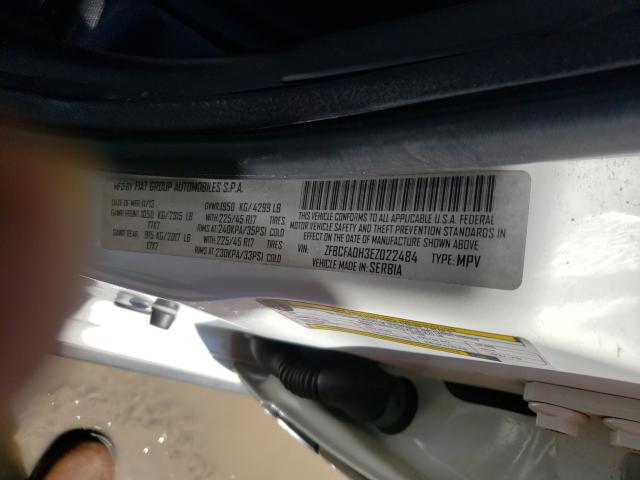 MFD BY FIAT GROUP AUTOMOBILES S.P.A.
DATE OF MFR: 11/13 GVWR: 1950 KG/4299 LB
GAWR FRONT: 1050 KG/2315 LB WITH 225/45 R17 TIRES
17X7 RIMS AT 240KPA/35PSI COLD
GAWR REAR: 915 KG/2017 LB WITH 225/45 R17 TIRES
17X7 RIMS AT 230KPA/33PSI COLD
THIS VEHICLE CONFORMS TO ALL APPLICABLE U.S.A. FEDERAL
MOTOR VEHICLE SAFETY, BUMPER, AND THEFT PREVENTION STANDARDS
IN EFFECT ON THE DATE OF MANUFACTURE SHOWN ABOVE.
VIN: ZFBCFADH3EZ022484 TYPE: MPV
VEHICLE MADE IN SERBIA